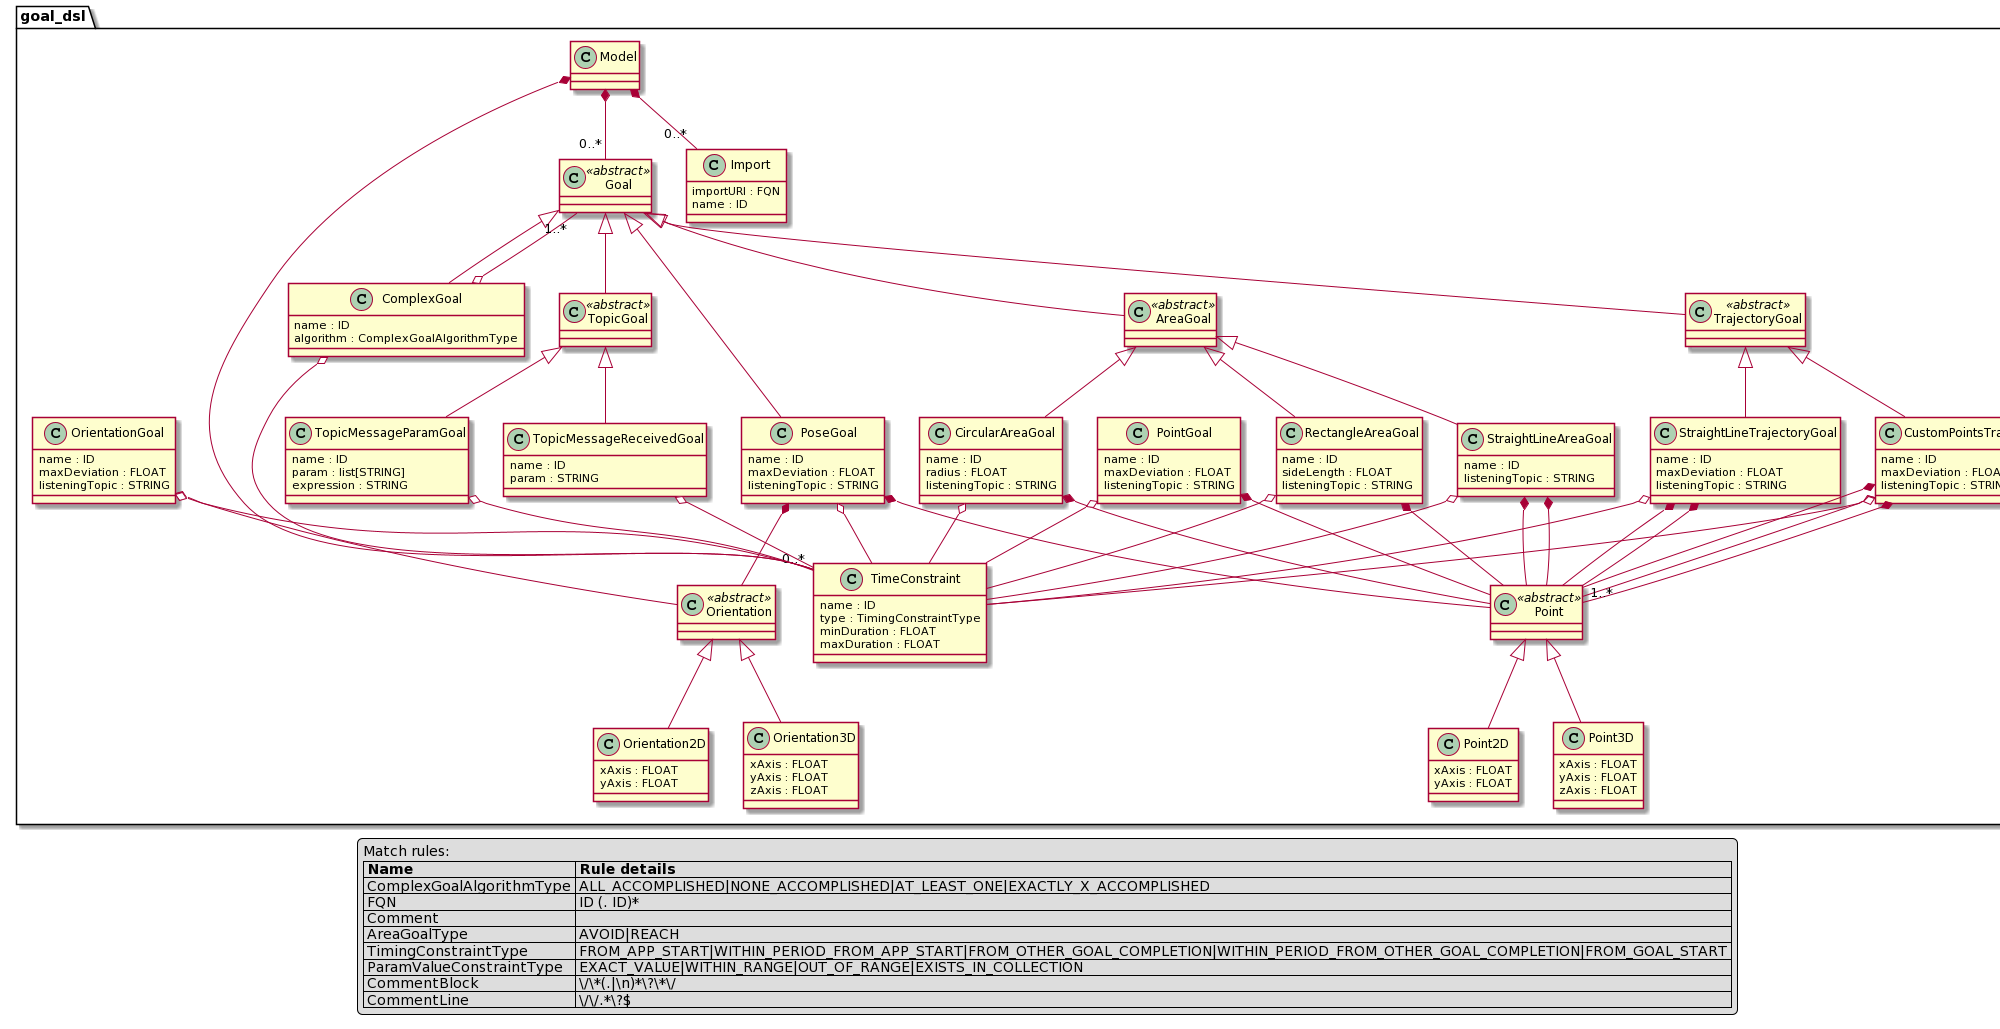 goal_dsl
C Model
0..*
0..*
C «abstract»
Goal
C Import
importURI : FQN
name : ID
1..*
C ComplexGoal
name : ID
algorithm : ComplexGoalAlgorithmType
C «abstract»
TopicGoal
C «abstract»
AreaGoal
C «abstract»
TrajectoryGoal
C OrientationGoal
name : ID
maxDeviation : FLOAT
listeningTopic : STRING
C TopicMessageParamGoal
name : ID
param : list[STRING]
expression : STRING
C TopicMessageReceivedGoal
name : ID
param : STRING
C PoseGoal
name : ID
maxDeviation : FLOAT
listeningTopic : STRING
C CircularAreaGoal
name : ID
radius : FLOAT
listeningTopic : STRING
C PointGoal
name : ID
maxDeviation : FLOAT
listeningTopic : STRING
C RectangleAreaGoal
name : ID
sideLength : FLOAT
listeningTopic : STRING
C StraightLineAreaGoal
name : ID
listeningTopic : STRING
C StraightLineTrajectoryGoal
name : ID
maxDeviation : FLOAT
listeningTopic : STRING
C CustomPointsTra
name : ID
maxDeviation : FLOA
listeningTopic : STRIN
0..*
C «abstract»
Orientation
C TimeConstraint
name : ID
type : TimingConstraintType
minDuration : FLOAT
maxDuration : FLOAT
C «abstract»
Point
1..*
C Orientation2D
xAxis : FLOAT
yAxis : FLOAT
C Orientation3D
xAxis : FLOAT
yAxis : FLOAT
zAxis : FLOAT
C Point2D
xAxis : FLOAT
yAxis : FLOAT
C Point3D
xAxis : FLOAT
yAxis : FLOAT
zAxis : FLOAT
Match rules:
Name Rule details
ComplexGoalAlgorithmType ALL_ACCOMPLISHED|NONE_ACCOMPLISHED|AT_LEAST_ONE|EXACTLY_X_ACCOMPLISHED
FQN ID (. ID)*
Comment
AreaGoalType AVOID|REACH
TimingConstraintType FROM_APP_START|WITHIN_PERIOD_FROM_APP_START|FROM_OTHER_GOAL_COMPLETION|WITHIN_PERIOD_FROM_OTHER_GOAL_COMPLETION|FROM_GOAL_START
ParamValueConstraintType EXACT_VALUE|WITHIN_RANGE|OUT_OF_RANGE|EXISTS_IN_COLLECTION
CommentBlock \/\*(.|\n)*\?\*\/
CommentLine \/\/.*\?$